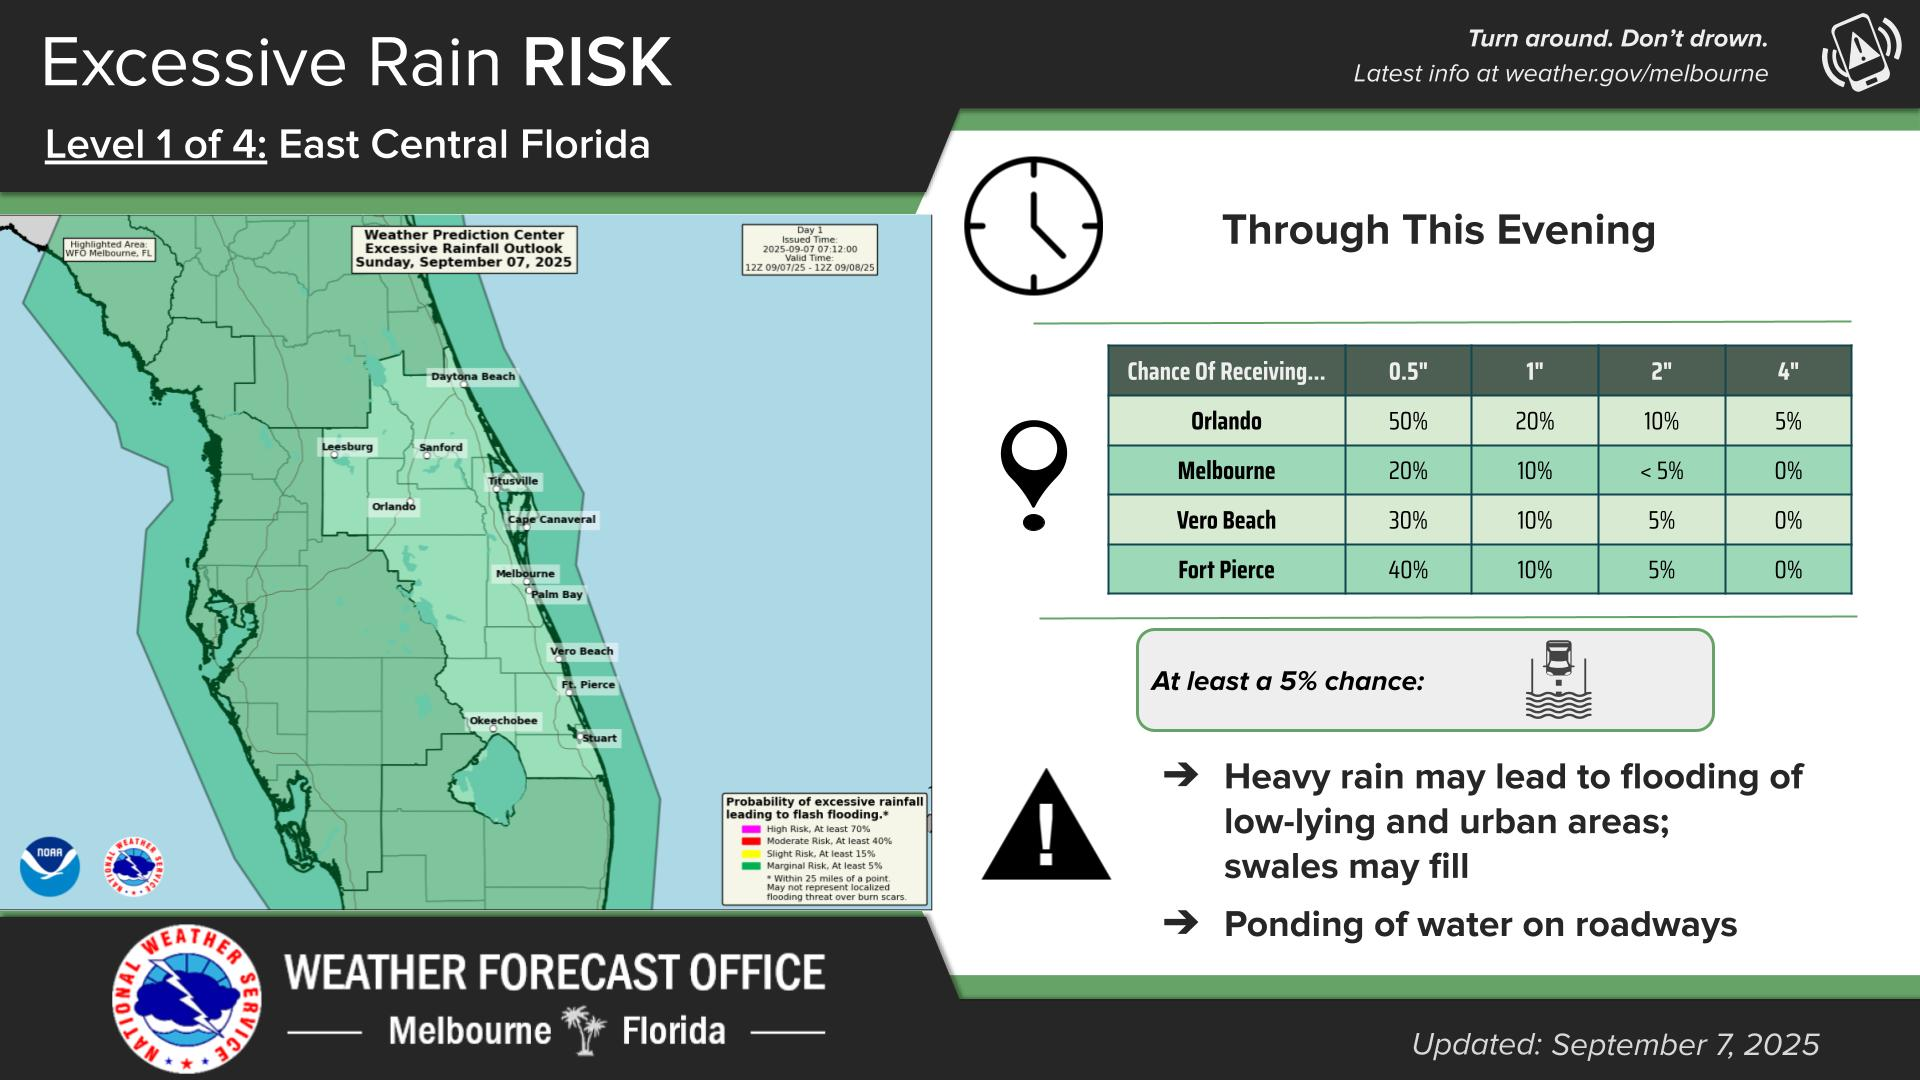 Excessive Rain RISK
Level 1 of 4: East Central Florida
Turn around. Don't drown.
Latest info at weather.gov/melbourne
Highlighted Area:
WFO Melbourne, FL
Weather Prediction Center
Excessive Rainfall Outlook
Sunday, September 07, 2025
Day 1
Issued Time:
2025-09-07 07:12:00
Valid Time:
12Z 09/07/25 - 12Z 09/08/25
Daytona Beach
Leesburg
Sanford
Titusville
Orlando
Cape Canaveral
Melbourne
Palm Bay
Vero Beach
Ft. Pierce
Okeechobee
Stuart
Probability of excessive rainfall
leading to flash flooding.*
High Risk, At least 70%
Moderate Risk, At least 40%
Slight Risk, At least 15%
Marginal Risk, At least 5%
* Within 25 miles of a point.
May not represent localized
flooding threat over burn scars.
NOAA
NATIONAL WEATHER SERVICE
Through This Evening
Chance Of Receiving... 0.5" 1" 2" 4"
Orlando 50% 20% 10% 5%
Melbourne 20% 10% < 5% 0%
Vero Beach 30% 10% 5% 0%
Fort Pierce 40% 10% 5% 0%
At least a 5% chance:
➔ Heavy rain may lead to flooding of
low-lying and urban areas;
swales may fill
➔ Ponding of water on roadways
NATIONAL WEATHER SERVICE
WEATHER FORECAST OFFICE
Melbourne Florida
Updated: September 7, 2025